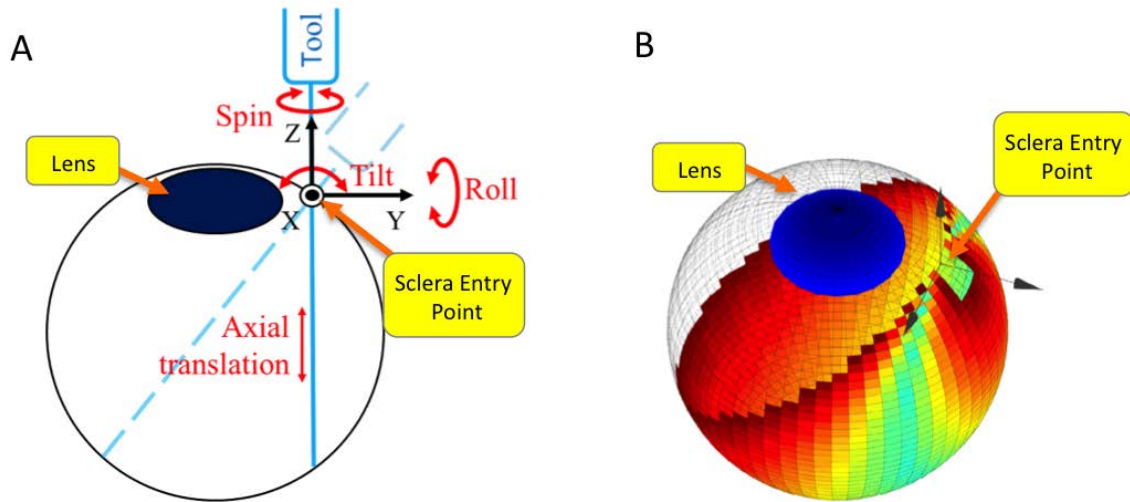 A
Tool
Spin
Z
Lens
Tilt
Roll
X
Y
Sclera Entry
Point
Axial
translation
B
Sclera Entry
Point
Lens